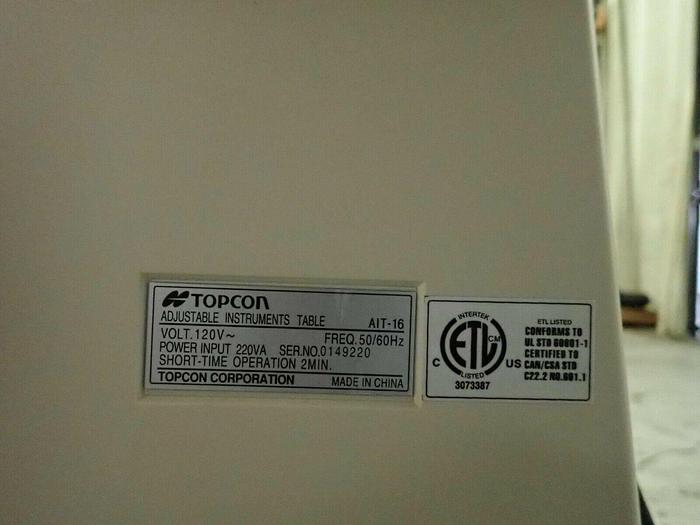 TOPCON
ADJUSTABLE INSTRUMENTS TABLE AIT-16
VOLT.120V~ FREQ.50/60Hz
POWER INPUT 220VA SER.NO.0149220
SHORT-TIME OPERATION 2MIN.
TOPCON CORPORATION MADE IN CHINA
INTERTEK
ETL CM
C US
LISTED
3073387
ETL LISTED
CONFORMS TO
UL STD 60601-1
CERTIFIED TO
CAN/CSA STD
C22.2 NO.601.1